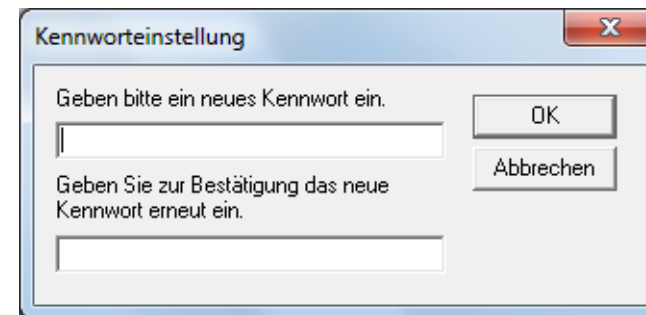 Kennworteinstellung
Geben bitte ein neues Kennwort ein.
OK
Abbrechen
Geben Sie zur Bestätigung das neue
Kennwort erneut ein.